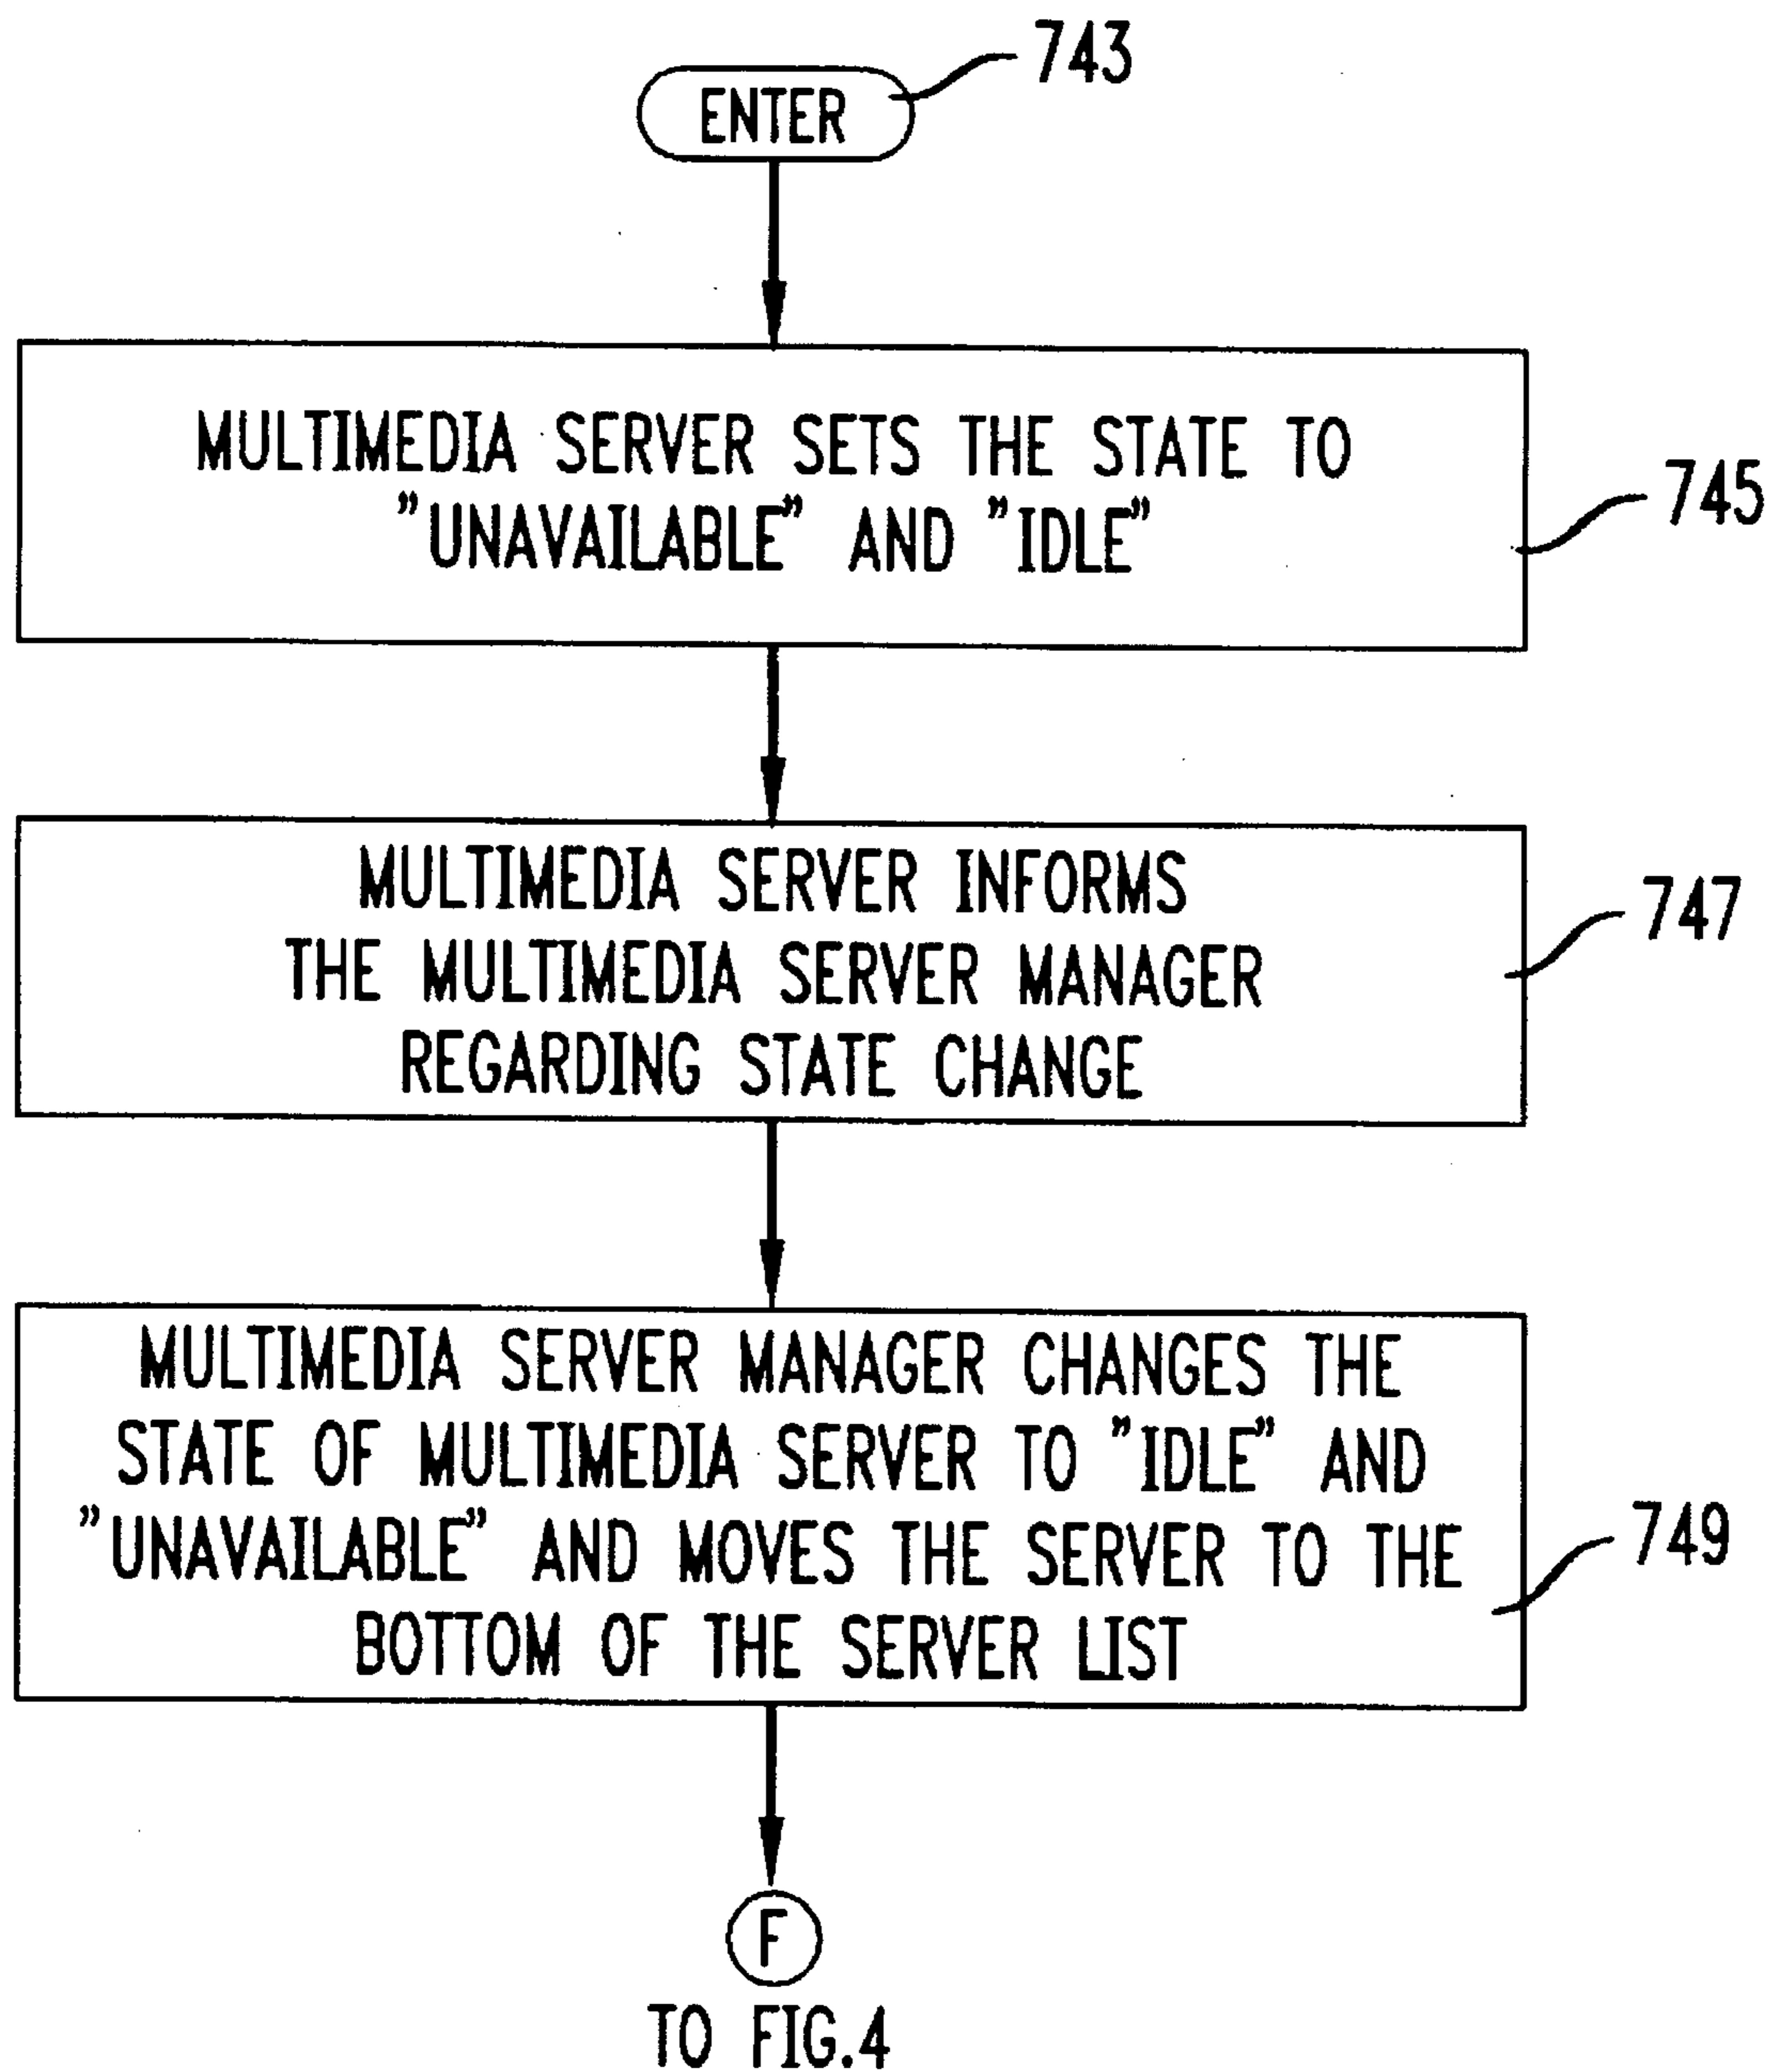 743
ENTER
MULTIMEDIA SERVER SETS THE STATE TO
"UNAVAILABLE" AND "IDLE"
745
MULTIMEDIA SERVER INFORMS
THE MULTIMEDIA SERVER MANAGER
REGARDING STATE CHANGE
747
MULTIMEDIA SERVER MANAGER CHANGES THE
STATE OF MULTIMEDIA SERVER TO "IDLE" AND
"UNAVAILABLE" AND MOVES THE SERVER TO THE
BOTTOM OF THE SERVER LIST
749
F
TO FIG.4